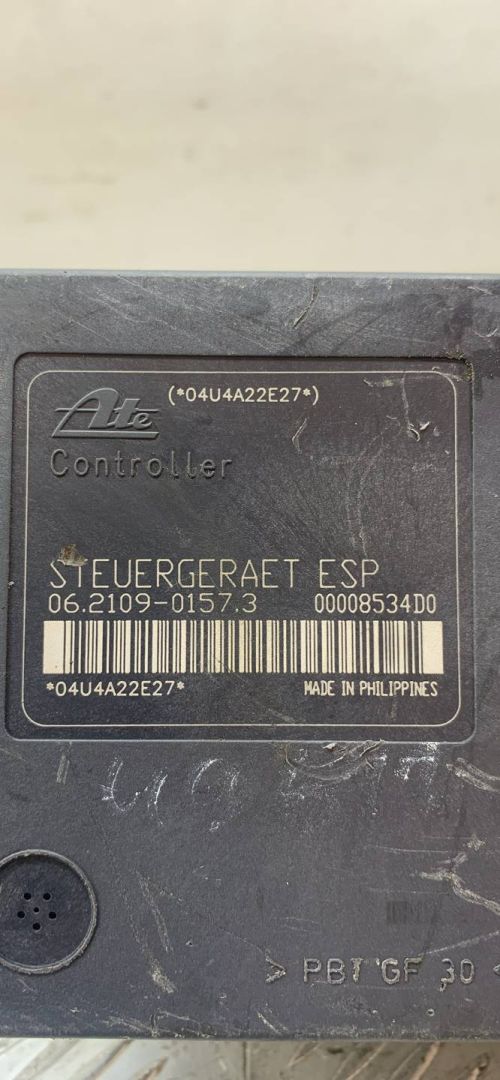 (*04U4A22E27*)
Ate
Controller
STEUERGERAET ESP
06.2109-0157.3 00008534D0
*04U4A22E27* MADE IN PHILIPPINES
> PBT GF 30 <